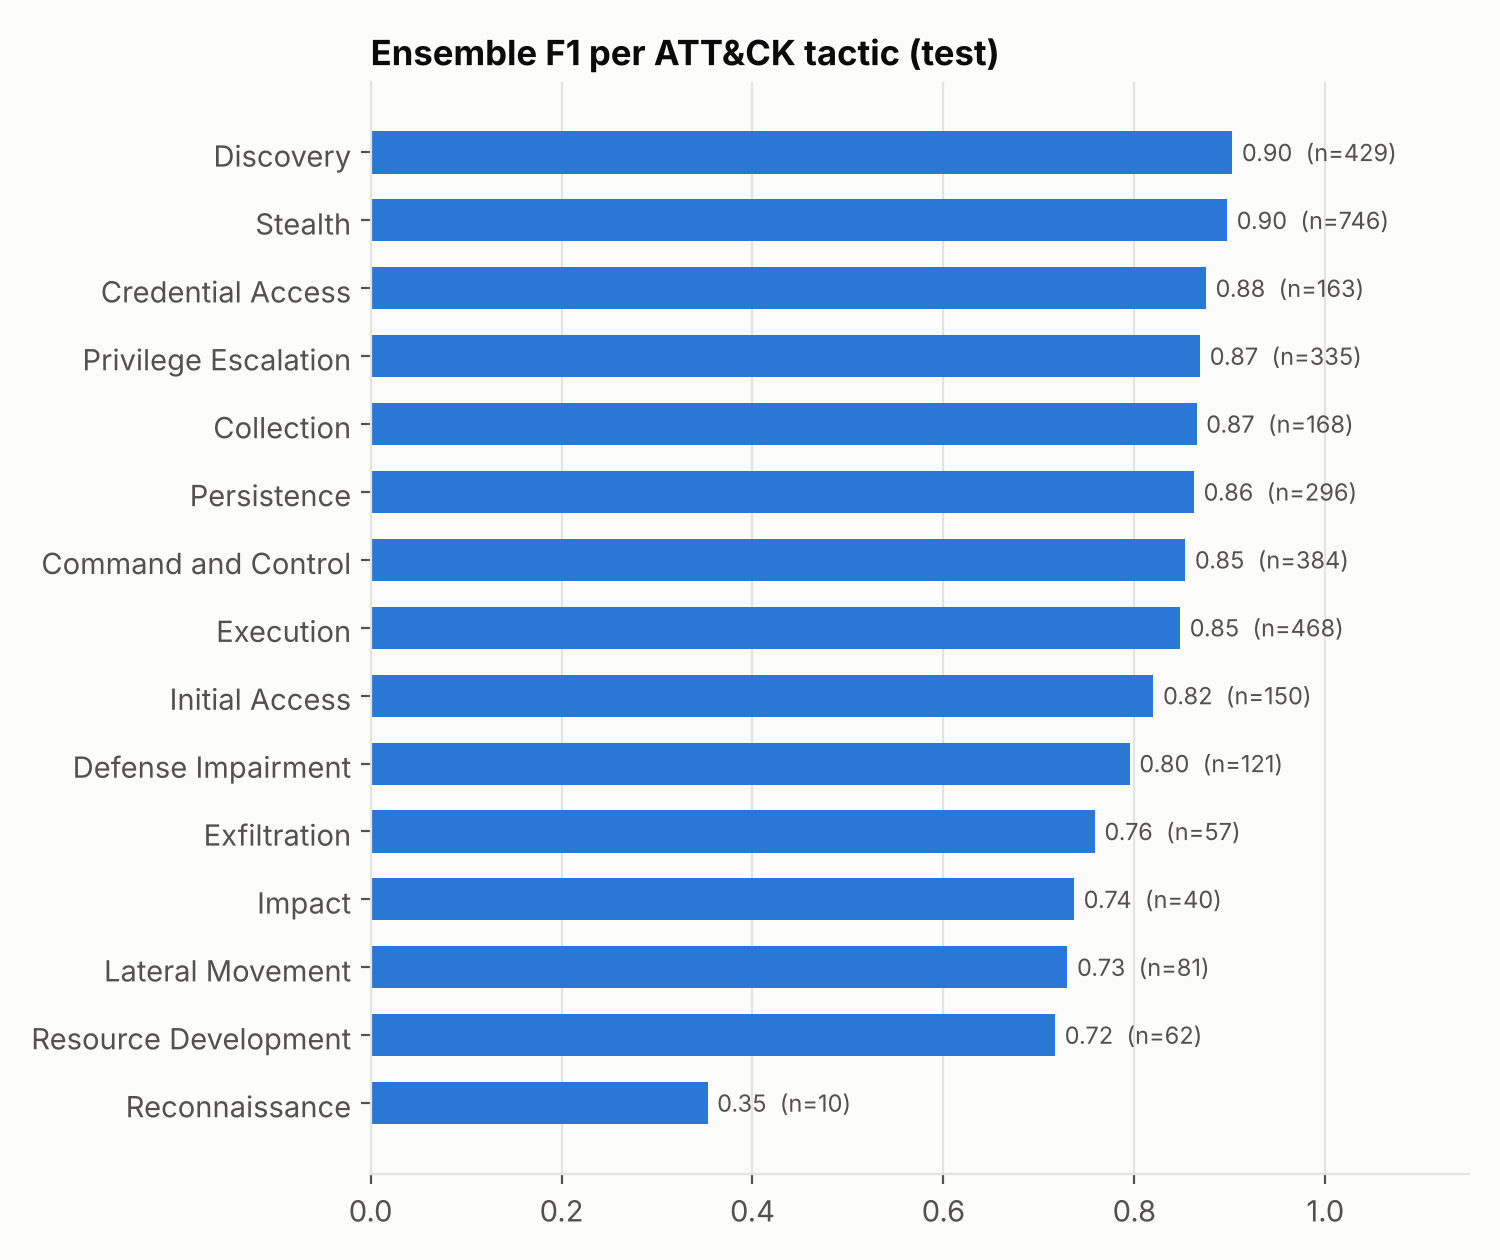 Ensemble F1 per ATT&CK tactic (test)
Discovery 0.90 (n=429)
Stealth 0.90 (n=746)
Credential Access 0.88 (n=163)
Privilege Escalation 0.87 (n=335)
Collection 0.87 (n=168)
Persistence 0.86 (n=296)
Command and Control 0.85 (n=384)
Execution 0.85 (n=468)
Initial Access 0.82 (n=150)
Defense Impairment 0.80 (n=121)
Exfiltration 0.76 (n=57)
Impact 0.74 (n=40)
Lateral Movement 0.73 (n=81)
Resource Development 0.72 (n=62)
Reconnaissance 0.35 (n=10)
0.0 0.2 0.4 0.6 0.8 1.0